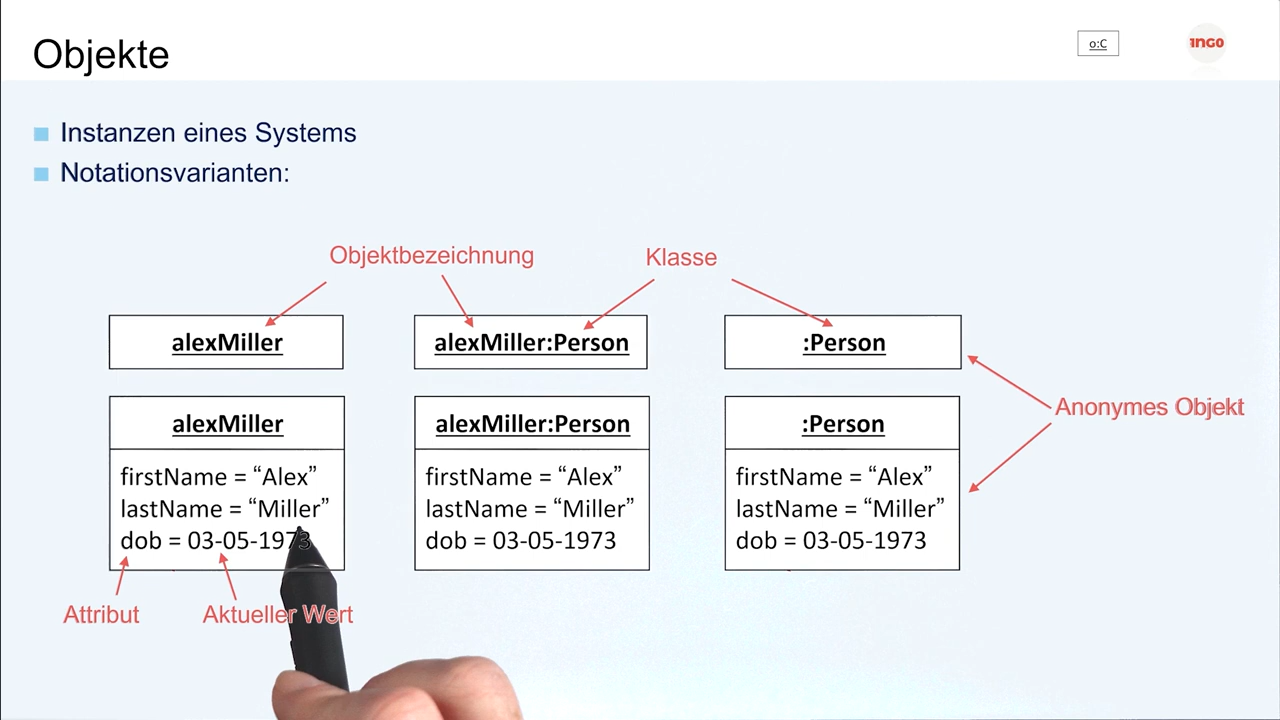 Objekte
o:C
INGO
Instanzen eines Systems
Notationsvarianten:
Objektbezeichnung
Klasse
alexMiller
alexMiller:Person
:Person
Anonymes Objekt
alexMiller
firstName = “Alex”
lastName = “Miller”
dob = 03-05-1973
alexMiller:Person
firstName = “Alex”
lastName = “Miller”
dob = 03-05-1973
:Person
firstName = “Alex”
lastName = “Miller”
dob = 03-05-1973
Attribut
Aktueller Wert